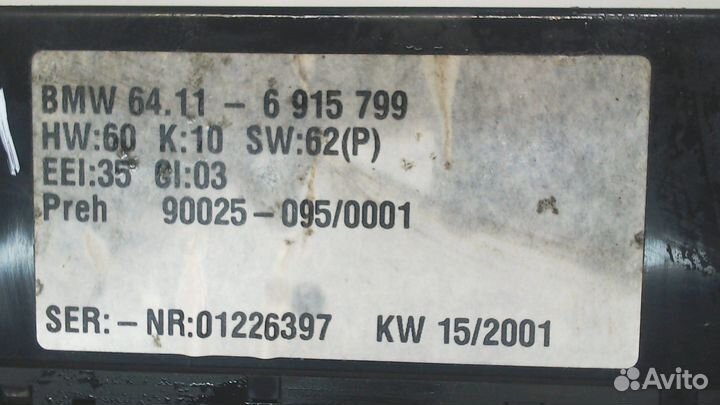 BMW 64.11 - 6 915 799
HW:60 K:10 SW:62(P)
EEI:35 GI:03
Preh 90025-095/0001
SER:-NR:01226397 KW 15/2001
Avito